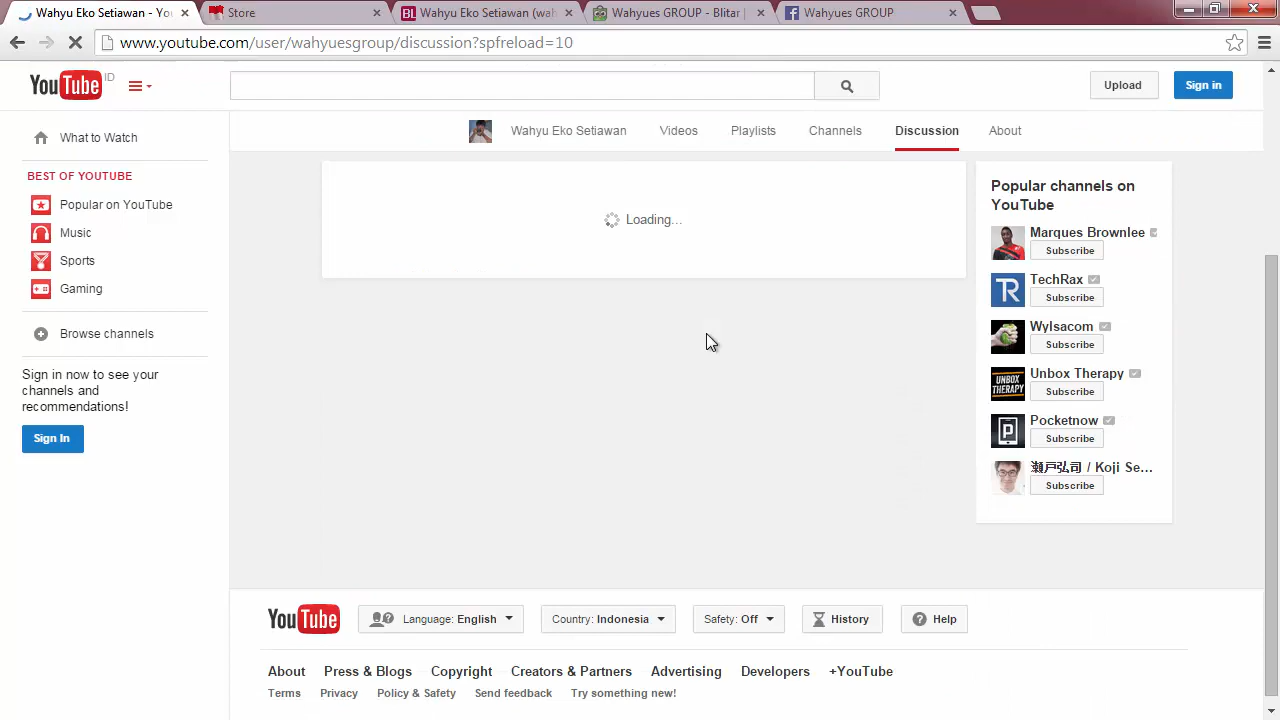 Wahyu Eko Setiawan - You
Store
Wahyu Eko Setiawan (wah
Wahyues GROUP - Blitar |
Wahyues GROUP
www.youtube.com/user/wahyuesgroup/discussion?spfreload=10
YouTube ID
Upload
Sign in
What to Watch
BEST OF YOUTUBE
Popular on YouTube
Music
Sports
Gaming
Browse channels
Sign in now to see your
channels and
recommendations!
Sign In
Wahyu Eko Setiawan
Videos
Playlists
Channels
Discussion
About
Loading...
Popular channels on
YouTube
Marques Brownlee
Subscribe
TechRax
Subscribe
Wylsacom
Subscribe
UNBOX
THERAPY
Unbox Therapy
Subscribe
Pocketnow
Subscribe
瀬戸弘司 / Koji Se...
Subscribe
YouTube
Language: English
Country: Indonesia
Safety: Off
History
Help
About
Press & Blogs
Copyright
Creators & Partners
Advertising
Developers
+YouTube
Terms
Privacy
Policy & Safety
Send feedback
Try something new!